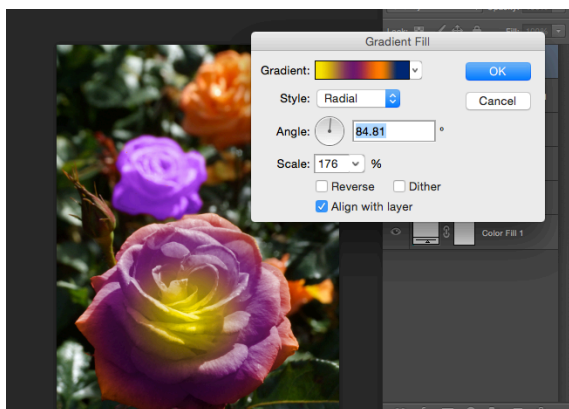 Gradient Fill
Gradient:
OK
Style: Radial
Cancel
Angle: 84.81 °
Scale: 176 %
Reverse Dither
Align with layer
Color Fill 1